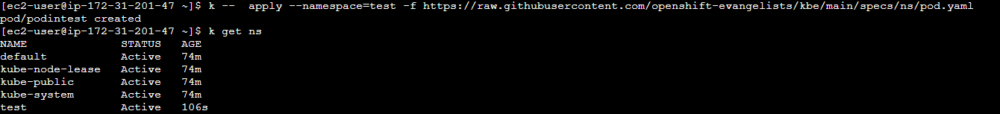 [ec2-user@ip-172-31-201-47 ~]$ k --  apply --namespace=test -f https://raw.githubusercontent.com/openshift-evangelists/kbe/main/specs/ns/pod.yaml
pod/podintest created
[ec2-user@ip-172-31-201-47 ~]$ k get ns
NAME              STATUS   AGE
default           Active   74m
kube-node-lease   Active   74m
kube-public       Active   74m
kube-system       Active   74m
test              Active   106s